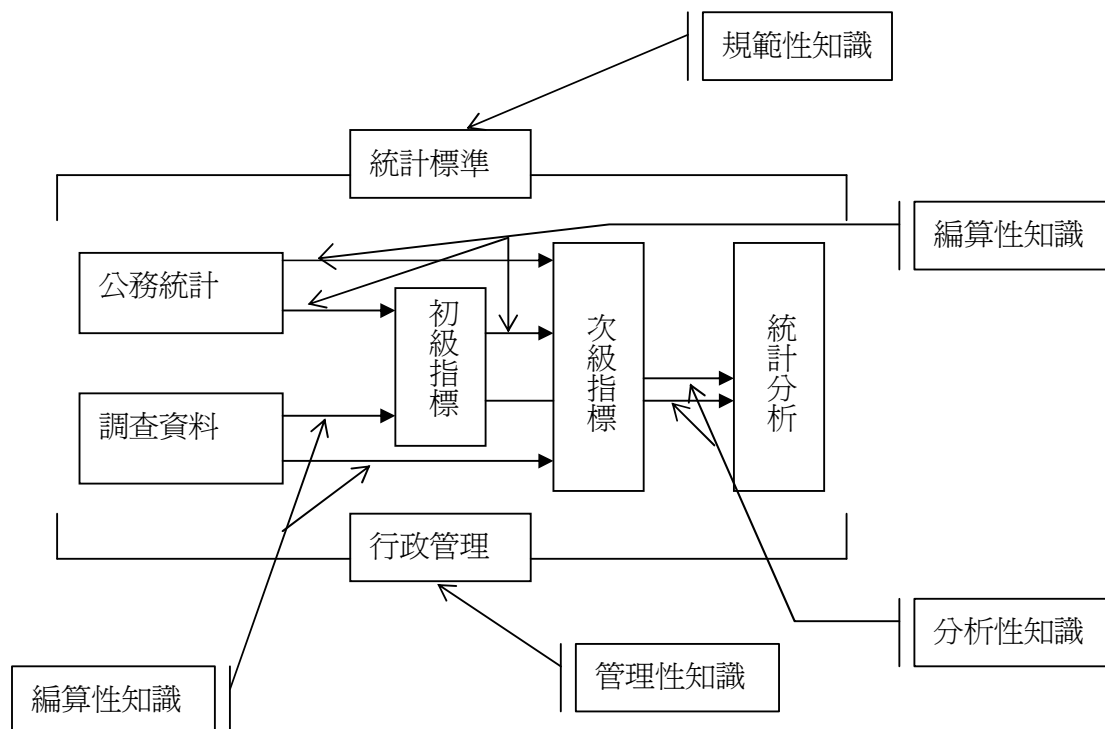 規範性知識
統計標準
編算性知識
公務統計
初級指標
次級指標
統計分析
調查資料
行政管理
分析性知識
管理性知識
編算性知識